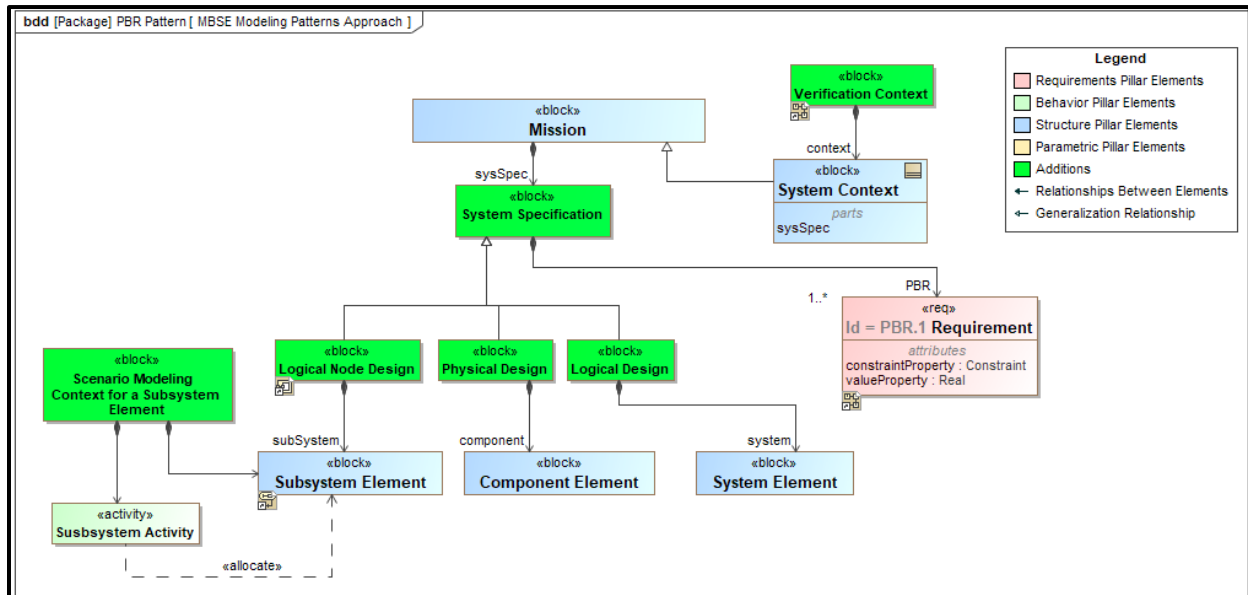 bdd [Package] PBR Pattern [ MBSE Modeling Patterns Approach ]
Legend
Requirements Pillar Elements
Behavior Pillar Elements
Structure Pillar Elements
Parametric Pillar Elements
Additions
Relationships Between Elements
Generalization Relationship
«block»
Verification Context
context
«block»
Mission
sysSpec
«block»
System Context
parts
sysSpec
«block»
System Specification
PBR
1..*
«req»
Id = PBR.1 Requirement
attributes
constraintProperty : Constraint
valueProperty : Real
«block»
Logical Node Design
«block»
Physical Design
«block»
Logical Design
«block»
Scenario Modeling
Context for a Subsystem
Element
subSystem
component
system
«block»
Subsystem Element
«block»
Component Element
«block»
System Element
«activity»
Susbsystem Activity
«allocate»